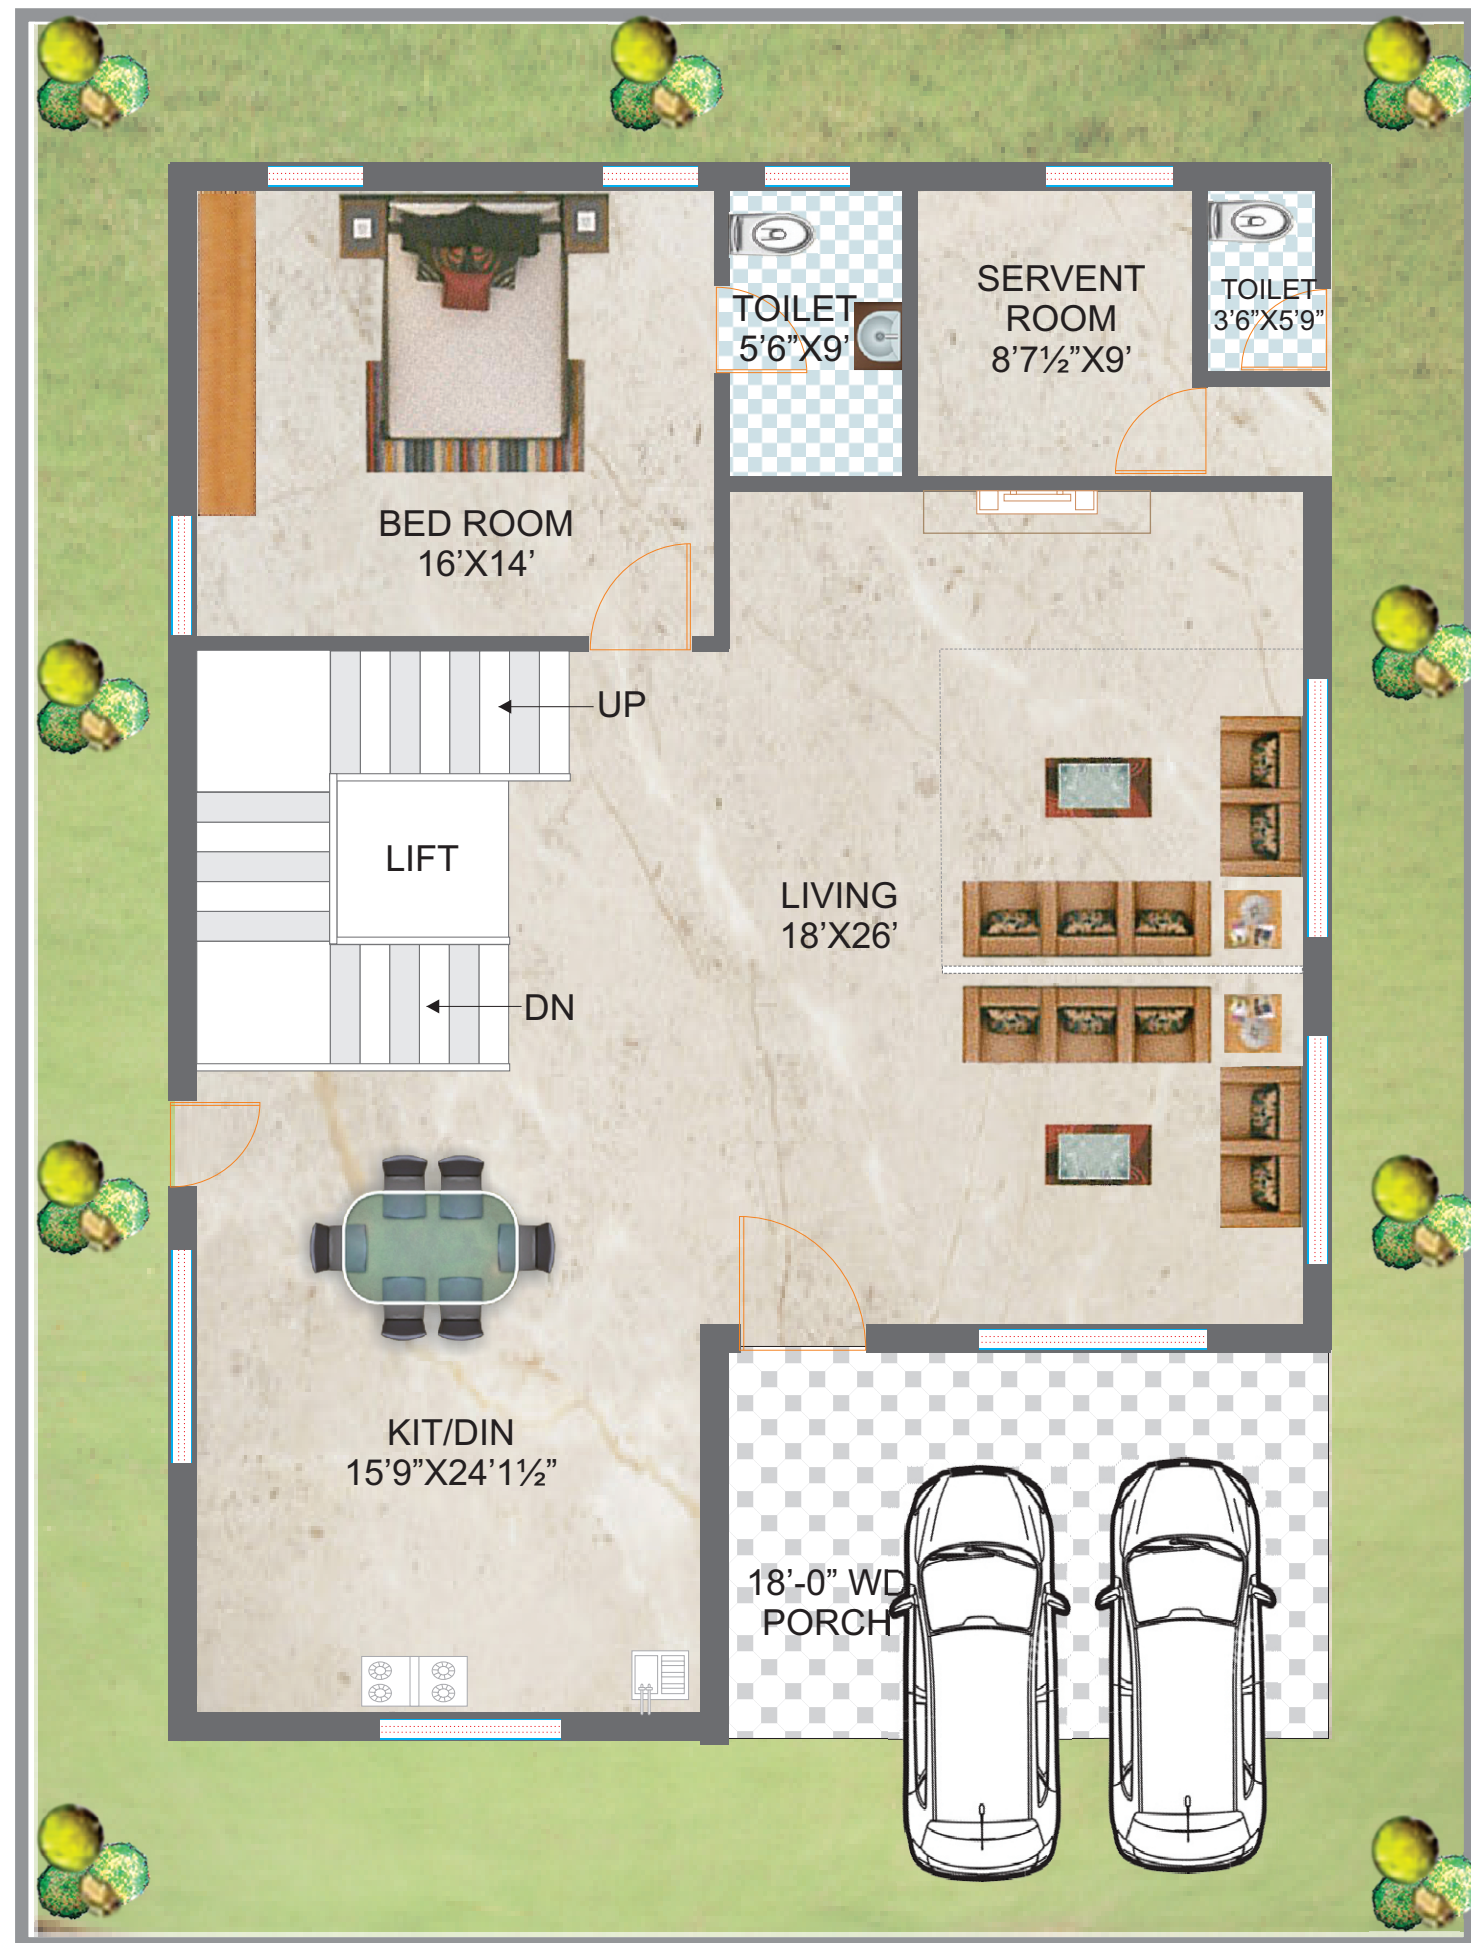 SERVENT
ROOM
8’7½”X9’
TOILET
3’6”X5’9”
TOILET
5’6”X9’
BED ROOM
16’X14’
UP
LIFT
LIVING
18’X26’
DN
KIT/DIN
15’9”X24’1½”
18’-0” WD
PORCH